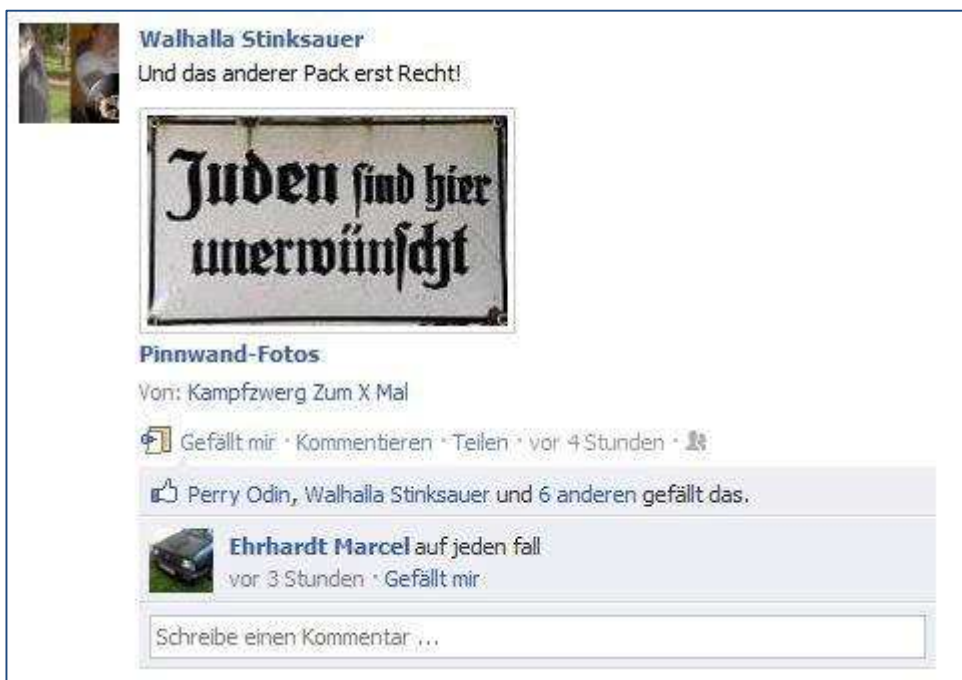 Walhalla Stinksauer
Und das anderer Pack erst Recht!
Juden sind hier
unerwünscht
Pinnwand-Fotos
Von: Kampfzwerg Zum X Mal
Gefällt mir · Kommentieren · Teilen · vor 4 Stunden ·
Perry Odin, Walhalla Stinksauer und 6 anderen gefällt das.
Ehrhardt Marcel auf jeden fall
vor 3 Stunden · Gefällt mir
Schreibe einen Kommentar ...